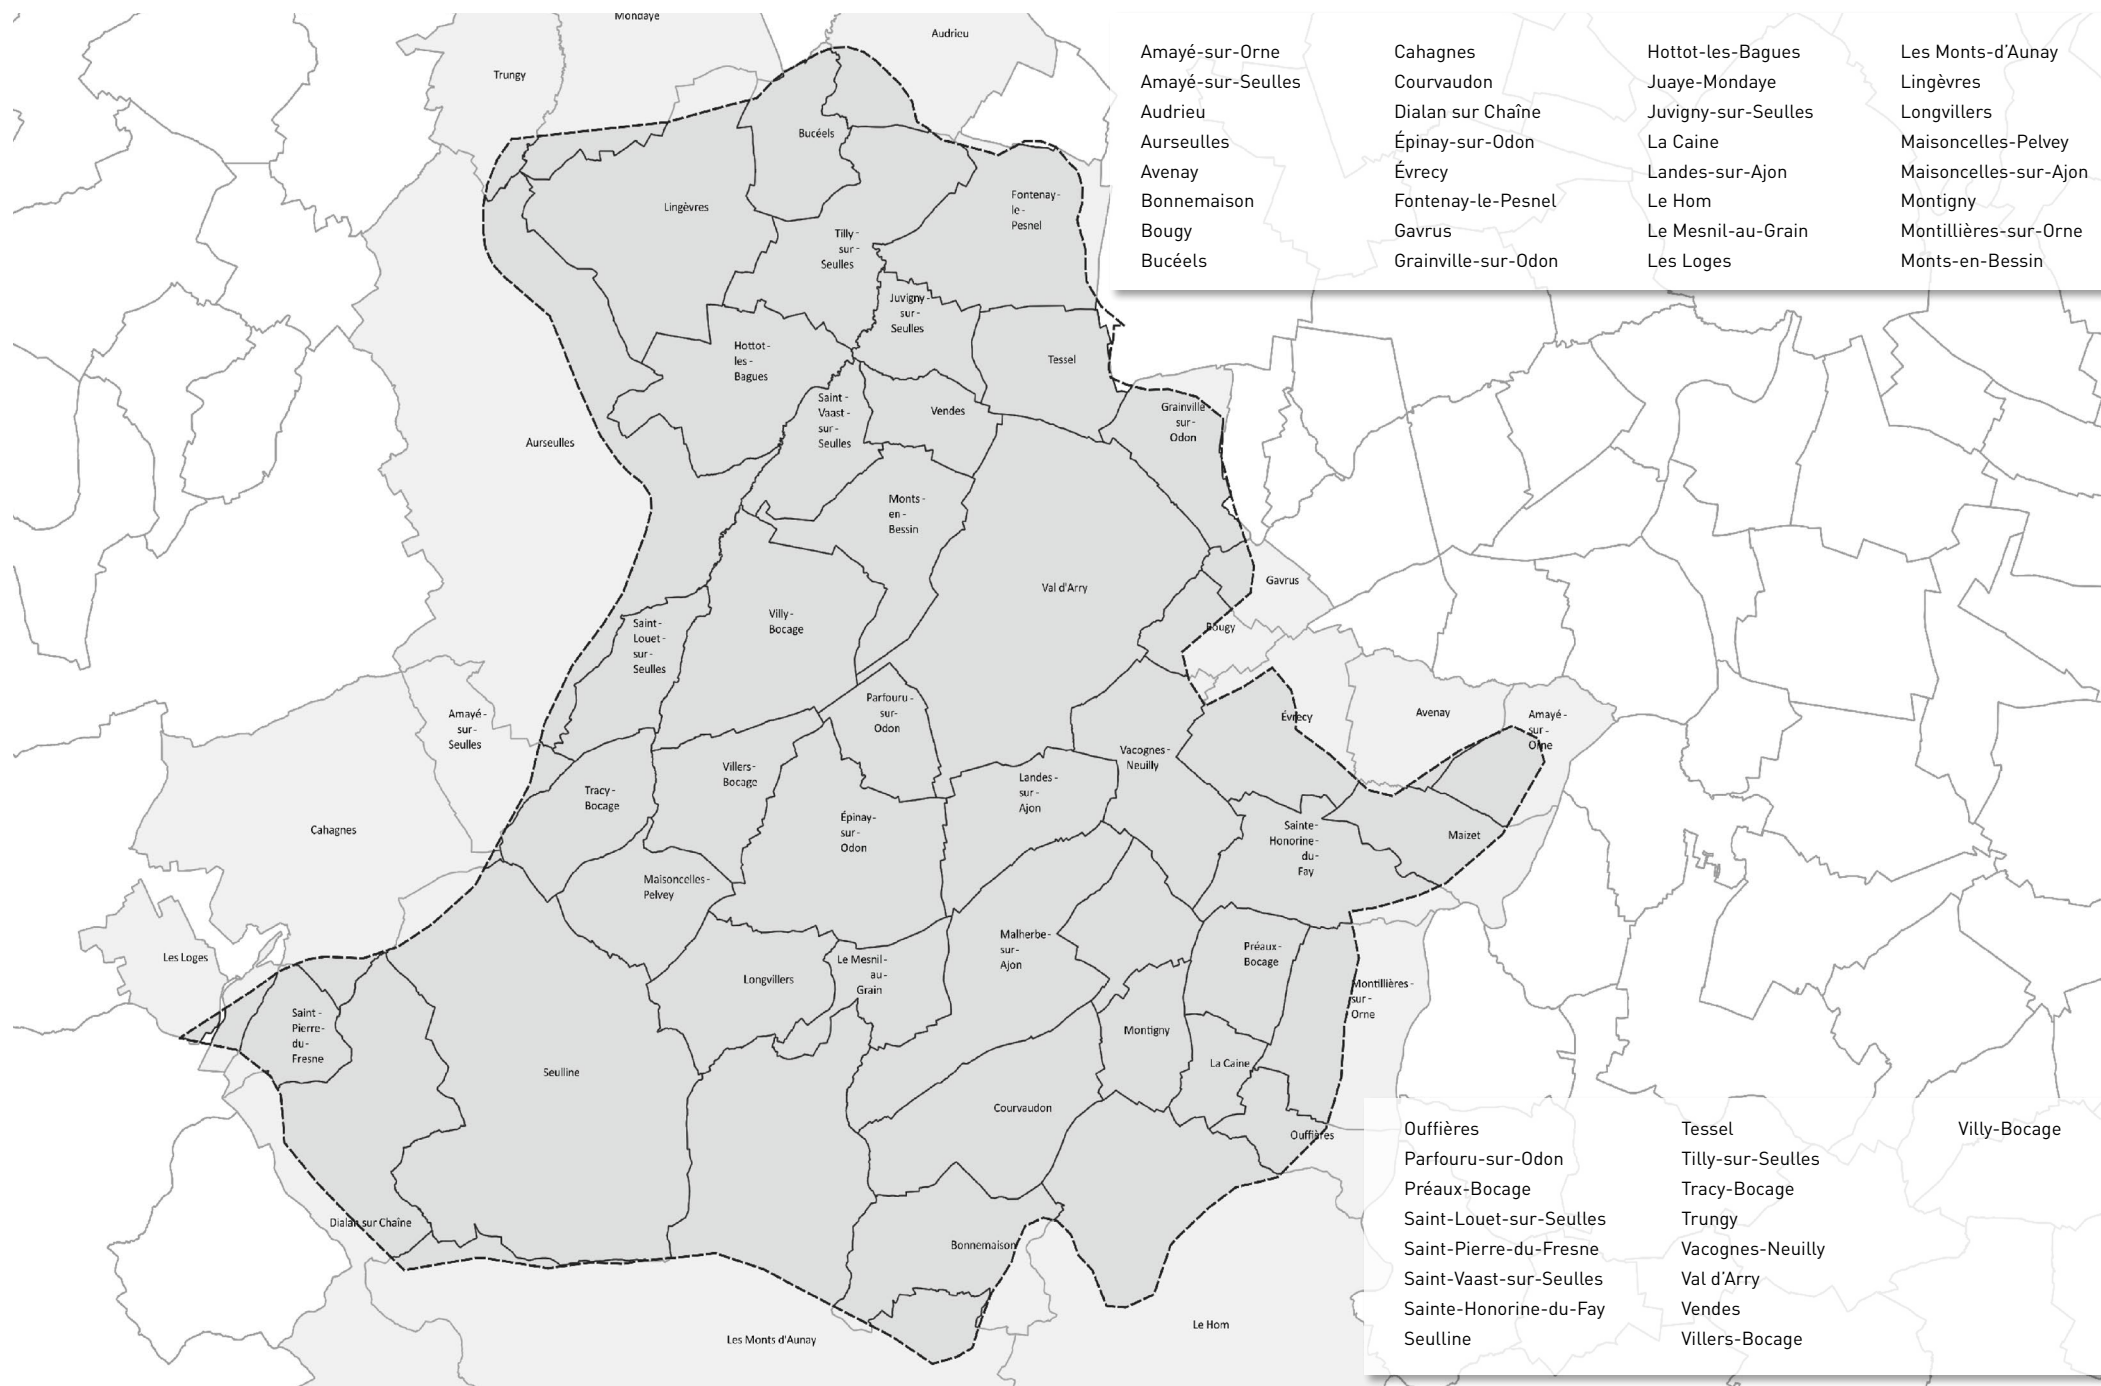 Mondaye
Audrieu
Trungy
Bucéels
Lingèvres
Fontenay-
le-
Pesnel
Tilly-
sur-
Seulles
Juvigny-
sur-
Seulles
Hottot-
les-
Bagues
Tessel
Saint-
Vaast-
sur-
Seulles
Vendes
Grainville
sur-
Odon
Aurseulles
Monts-
en-
Bessin
Val d'Arry
Gavrus
Villy-
Bocage
Saint-
Louet-
sur-
Seulles
Bougy
Parfouru-
sur-
Odon
Amayé-
sur-
Seulles
Évrecy
Avenay
Amayé-
sur-
Orne
Vacognes-
Neuilly
Villers-
Bocage
Landes-
sur-
Ajon
Tracy-
Bocage
Cahagnes
Épinay-
sur-
Odon
Sainte-
Honorine-
du-
Fay
Maizet
Maisoncelles-
Pelvey
Les Loges
Malherbe-
sur-
Ajon
Préaux-
Bocage
Longvillers
Le Mesnil-
au-
Grain
Montillières-
sur-
Orne
Saint-
Pierre-
du-
Fresne
Montigny
Seulline
La Caine
Courvaudon
Ouffières
Dialan sur Chaîne
Bonnemaison
Les Monts d'Aunay
Le Hom
Amayé-sur-Orne
Amayé-sur-Seulles
Audrieu
Aurseulles
Avenay
Bonnemaison
Bougy
Bucéels
Cahagnes
Courvaudon
Dialan sur Chaîne
Épinay-sur-Odon
Évrecy
Fontenay-le-Pesnel
Gavrus
Grainville-sur-Odon
Hottot-les-Bagues
Juaye-Mondaye
Juvigny-sur-Seulles
La Caine
Landes-sur-Ajon
Le Hom
Le Mesnil-au-Grain
Les Loges
Les Monts-d’Aunay
Lingèvres
Longvillers
Maisoncelles-Pelvey
Maisoncelles-sur-Ajon
Montigny
Montillières-sur-Orne
Monts-en-Bessin
Ouffières
Parfouru-sur-Odon
Préaux-Bocage
Saint-Louet-sur-Seulles
Saint-Pierre-du-Fresne
Saint-Vaast-sur-Seulles
Sainte-Honorine-du-Fay
Seulline
Tessel
Tilly-sur-Seulles
Tracy-Bocage
Trungy
Vacognes-Neuilly
Val d’Arry
Vendes
Villers-Bocage
Villy-Bocage